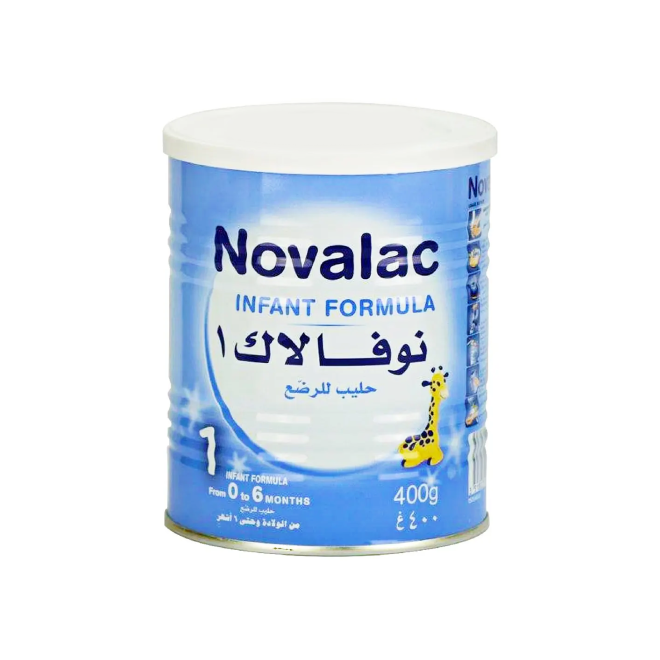 Novalac
INFANT FORMULA
نوفالاك ١
حليب للرضّع
1
INFANT FORMULA
From 0 to 6 MONTHS
حليب للرضع
من الولادة وحتى ٦ أشهر
400g
٤٠٠ غ